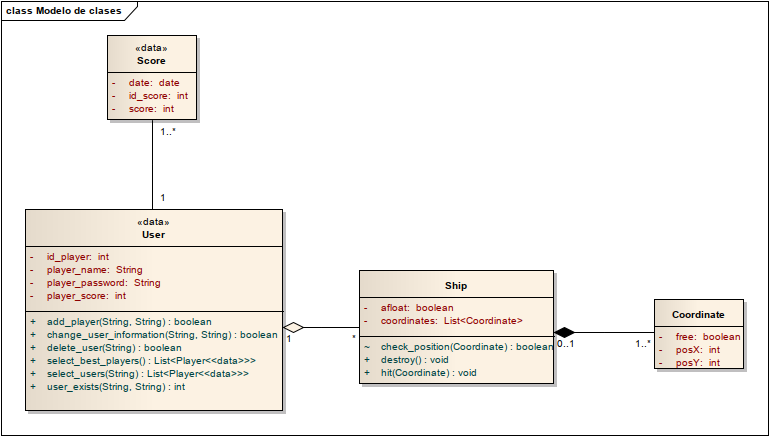 class Modelo de clases
«data»
Score
- date: date
- id_score: int
- score: int
1..*
1
«data»
User
- id_player: int
- player_name: String
- player_password: String
- player_score: int
+ add_player(String, String) : boolean
+ change_user_information(String, String) : boolean
+ delete_user(String) : boolean
+ select_best_players() : List<Player<<data>>>
+ select_users(String) : List<Player<<data>>>
+ user_exists(String, String) : int
1
*
Ship
- afloat: boolean
- coordinates: List<Coordinate>
~ check_position(Coordinate) : boolean
+ destroy() : void
+ hit(Coordinate) : void
0..1
1..*
Coordinate
- free: boolean
- posX: int
- posY: int